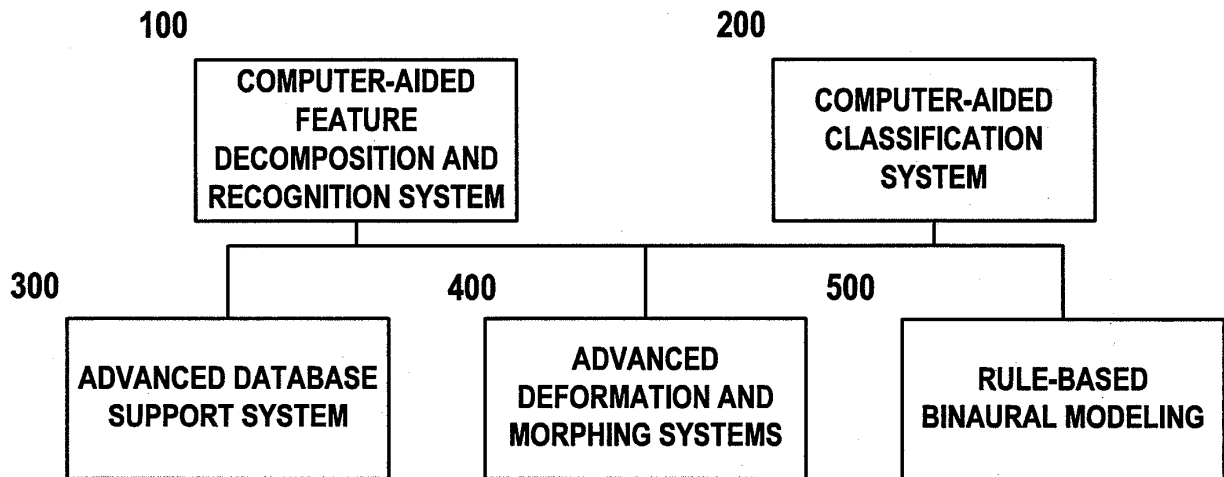 100
COMPUTER-AIDED
FEATURE
DECOMPOSITION AND
RECOGNITION SYSTEM
200
COMPUTER-AIDED
CLASSIFICATION
SYSTEM
300
ADVANCED DATABASE
SUPPORT SYSTEM
400
ADVANCED
DEFORMATION AND
MORPHING SYSTEMS
500
RULE-BASED
BINAURAL MODELING